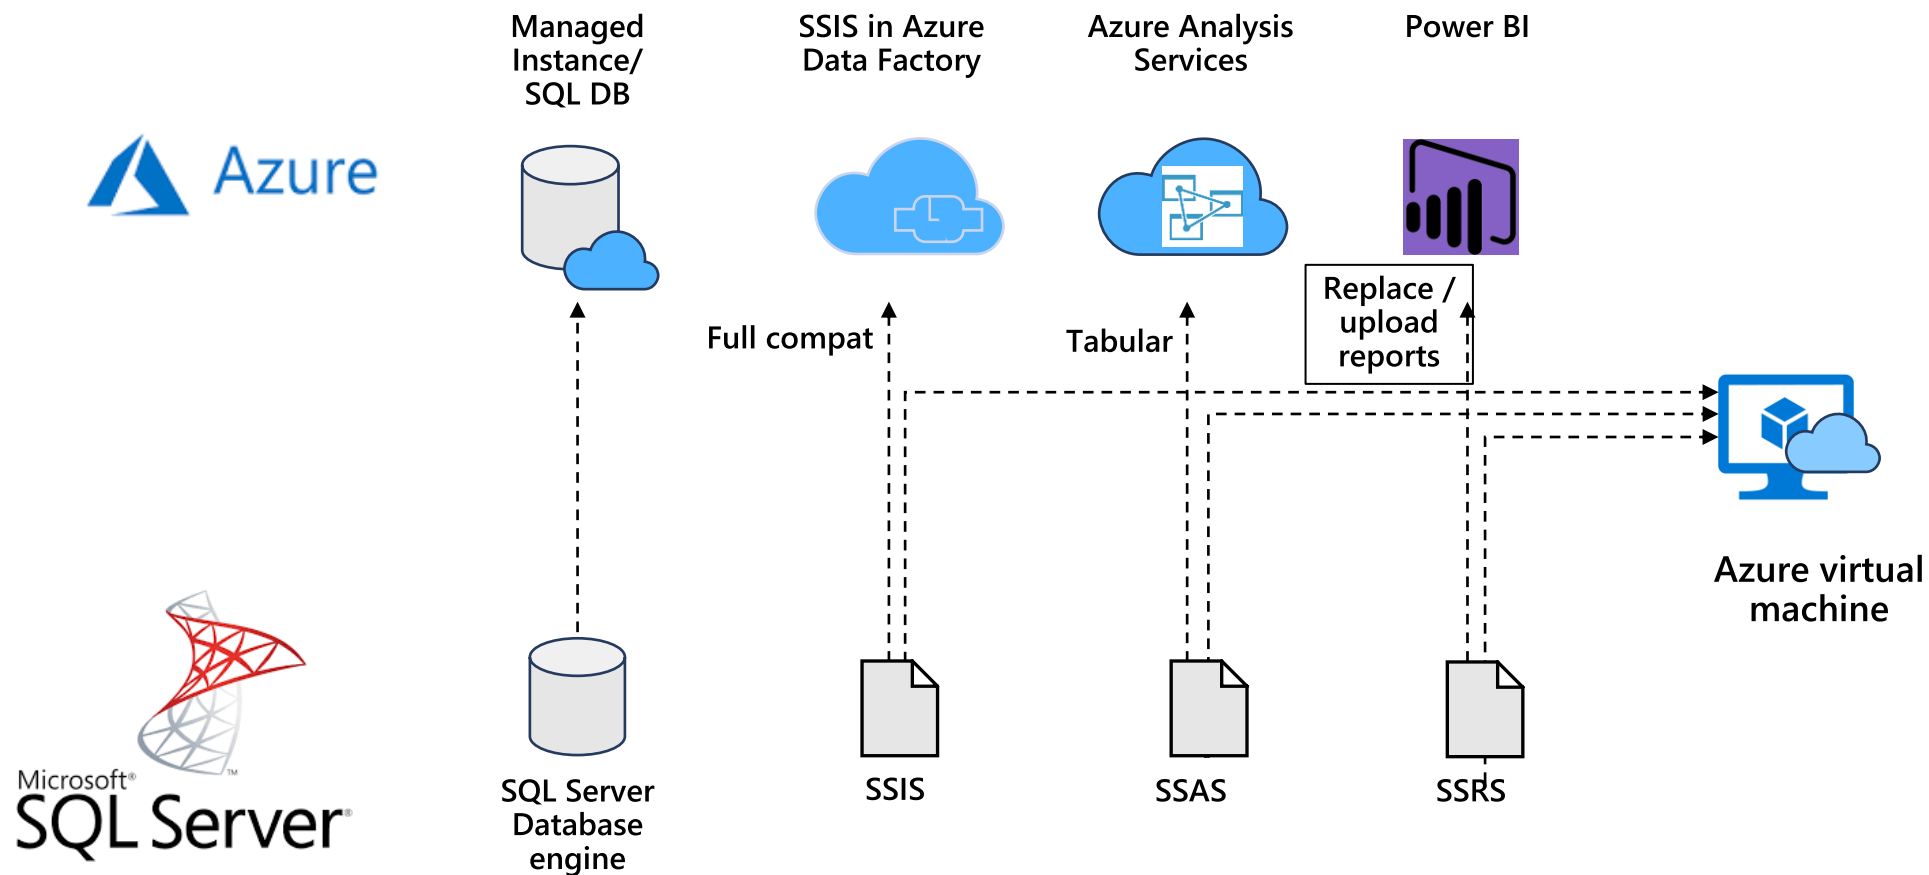 Managed
Instance/
SQL DB
SSIS in Azure
Data Factory
Azure Analysis
Services
Power BI
Azure
Replace /
upload
reports
Full compat
Tabular
Azure virtual
machine
Microsoft®
SQL Server®
™
SQL Server
Database
engine
SSIS
SSAS
SSRS